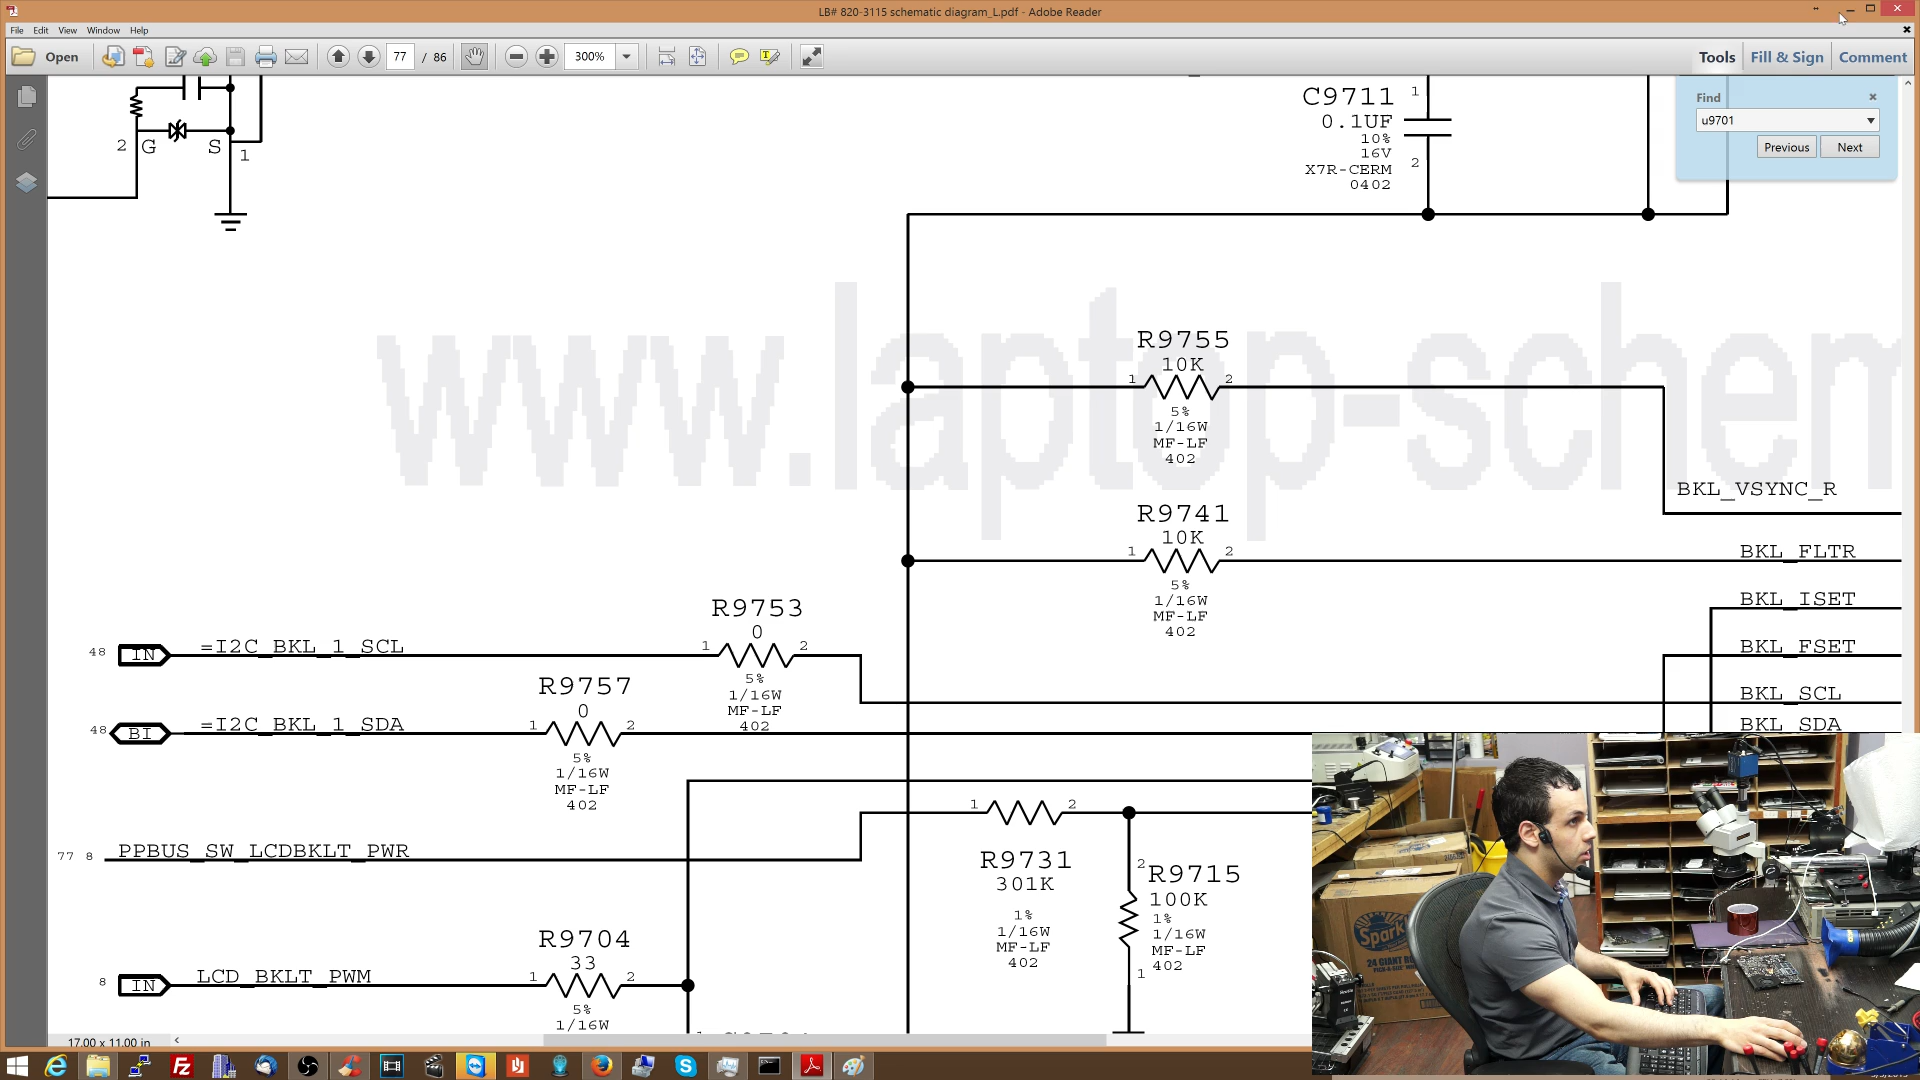 LB# 820-3115 schematic diagram_L.pdf - Adobe Reader
File Edit View Window Help
Open 77 / 86 300% Tools Fill & Sign Comment
Find
u9701
Previous Next
2 G S 1
C9711
0.1UF
10%
16V
X7R-CERM
0402
1
2
www.laptop-schem
R9755
10K
1 2
5%
1/16W
MF-LF
402
BKL_VSYNC_R
R9741
10K
1 2
5%
1/16W
MF-LF
402
BKL_FLTR
BKL_ISET
BKL_FSET
BKL_SCL
BKL_SDA
R9753
0
48 IN =I2C_BKL_1_SCL 1 2
5%
1/16W
MF-LF
402
R9757
0
48 BI =I2C_BKL_1_SDA 1 2
5%
1/16W
MF-LF
402
77 8 PPBUS_SW_LCDBKLT_PWR
1 2
R9731
301K
1%
1/16W
MF-LF
402
2
R9715
100K
1%
1/16W
MF-LF
402
1
R9704
33
8 IN LCD_BKLT_PWM 1 2
5%
1/16W
17.00 x 11.00 in
Spark